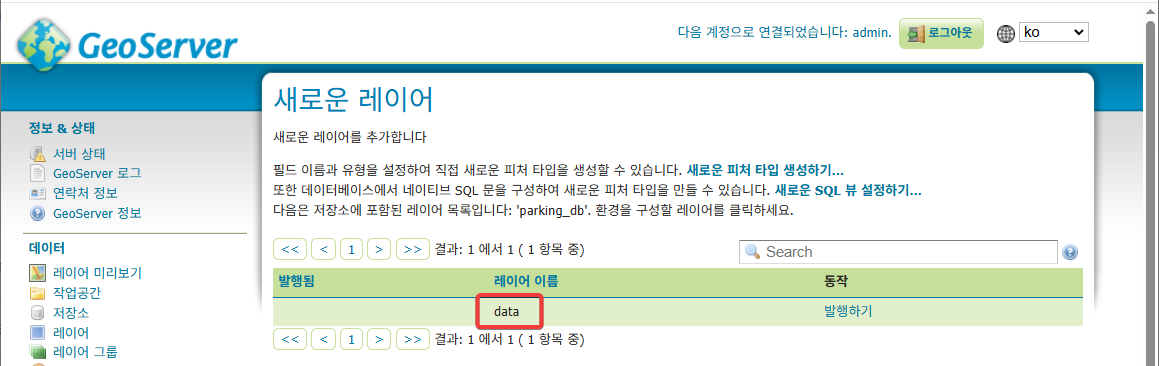 GeoServer
다음 계정으로 연결되었습니다: admin.
로그아웃
ko
정보 & 상태
서버 상태
GeoServer 로그
연락처 정보
GeoServer 정보
데이터
레이어 미리보기
작업공간
저장소
레이어
레이어 그룹
새로운 레이어
새로운 레이어를 추가합니다
필드 이름과 유형을 설정하여 직접 새로운 피처 타입을 생성할 수 있습니다. 새로운 피처 타입 생성하기...
또한 데이터베이스에서 네이티브 SQL 문을 구성하여 새로운 피처 타입을 만들 수 있습니다. 새로운 SQL 뷰 설정하기...
다음은 저장소에 포함된 레이어 목록입니다: 'parking_db'. 환경을 구성할 레이어를 클릭하세요.
<< < 1 > >> 결과: 1 에서 1 ( 1 항목 중)
Search
발행됨 레이어 이름 동작
data 발행하기
<< < 1 > >> 결과: 1 에서 1 ( 1 항목 중)